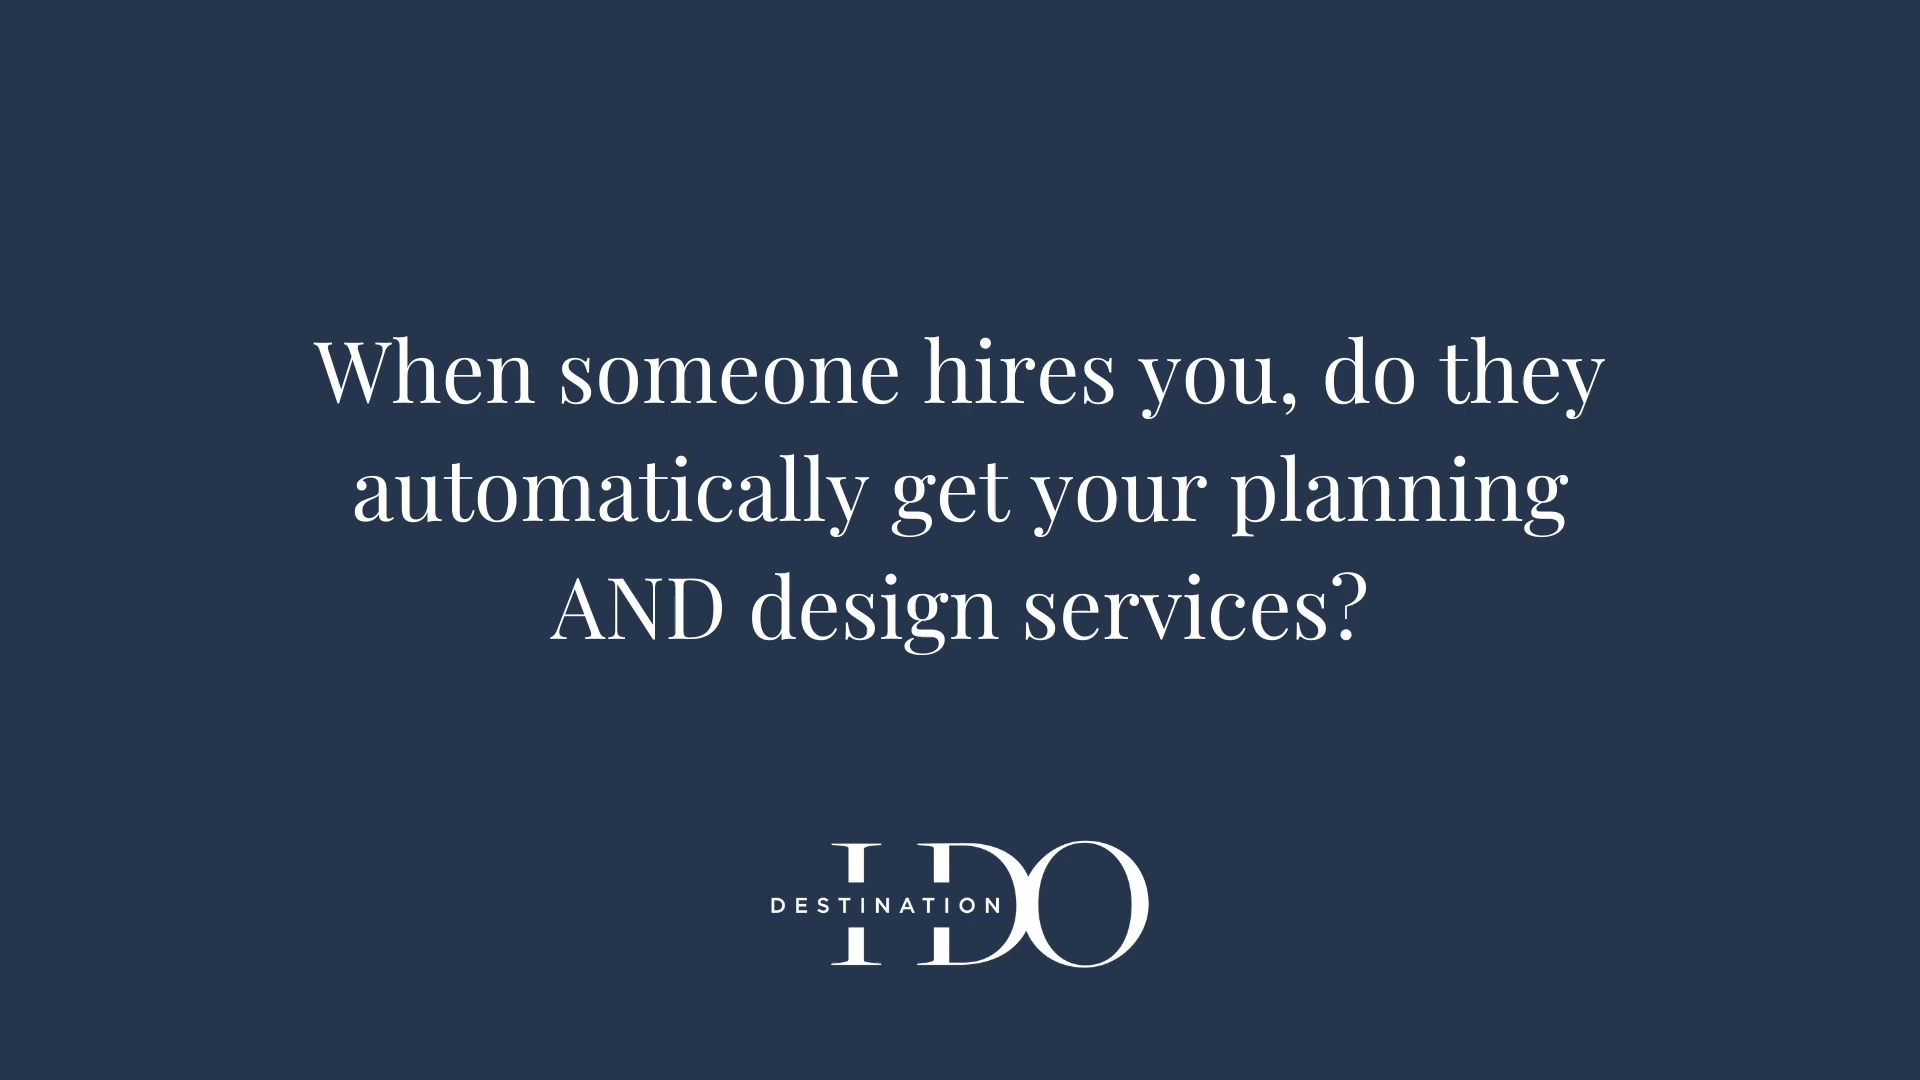 When someone hires you, do they
automatically get your planning
AND design services?
I DO
DESTINATION